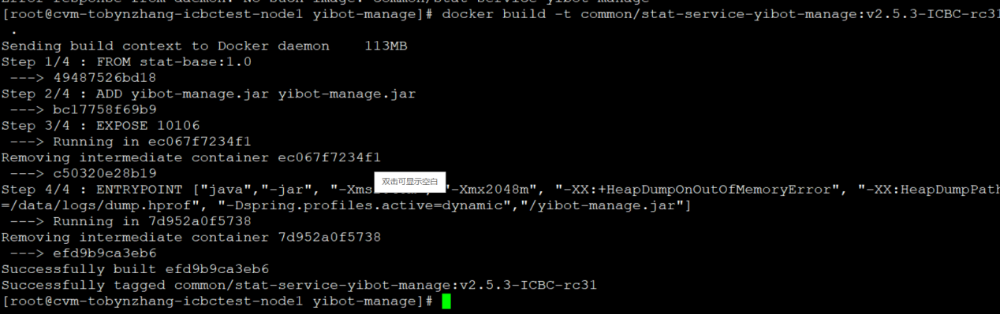 Error response from daemon: No such image: common/stat-service-yibot-manage
[root@cvm-tobynzhang-icbctest-node1 yibot-manage]# docker build -t common/stat-service-yibot-manage:v2.5.3-ICBC-rc31
.
Sending build context to Docker daemon    113MB
Step 1/4 : FROM stat-base:1.0
 ---> 49487526bd18
Step 2/4 : ADD yibot-manage.jar yibot-manage.jar
 ---> bc17758f69b9
Step 3/4 : EXPOSE 10106
 ---> Running in ec067f7234f1
Removing intermediate container ec067f7234f1
 ---> c50320e28b19
双击可显示空白
Step 4/4 : ENTRYPOINT ["java","-jar", "-Xms "-Xmx2048m", "-XX:+HeapDumpOnOutOfMemoryError", "-XX:HeapDumpPath
=/data/logs/dump.hprof", "-Dspring.profiles.active=dynamic","/yibot-manage.jar"]
 ---> Running in 7d952a0f5738
Removing intermediate container 7d952a0f5738
 ---> efd9b9ca3eb6
Successfully built efd9b9ca3eb6
Successfully tagged common/stat-service-yibot-manage:v2.5.3-ICBC-rc31
[root@cvm-tobynzhang-icbctest-node1 yibot-manage]#